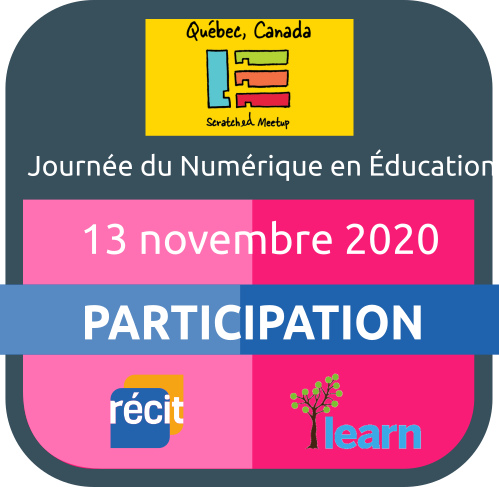 Québec, Canada
ScratchEd Meetup
Journée du Numérique en Éducation
13 novembre 2020
PARTICIPATION
récit
learn